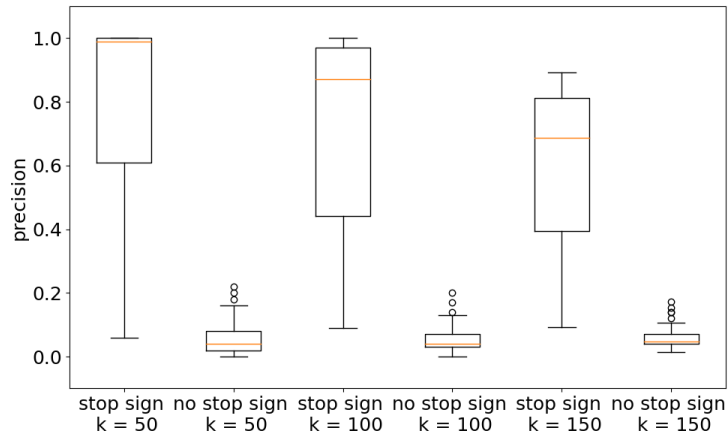 precision
1.0
0.8
0.6
0.4
0.2
0.0
stop sign no stop sign stop sign no stop sign stop sign no stop sign
k = 50 k = 50 k = 100 k = 100 k = 150 k = 150